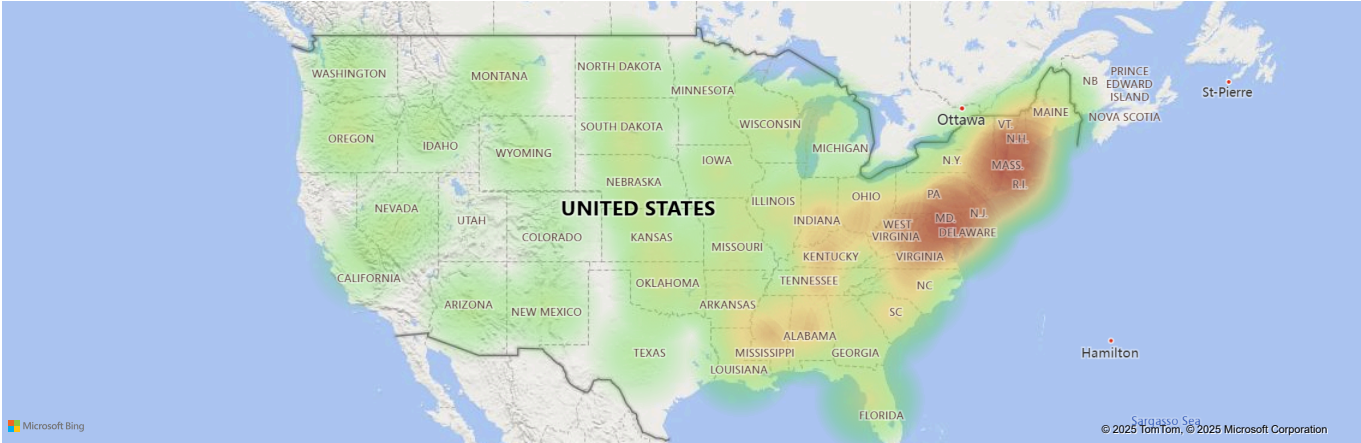 WASHINGTON
MONTANA
NORTH DAKOTA
MINNESOTA
NB
PRINCE
EDWARD
ISLAND
St-Pierre
NOVA SCOTIA
MAINE
Ottawa
VT.
N.H.
OREGON
IDAHO
WYOMING
SOUTH DAKOTA
WISCONSIN
MICHIGAN
N.Y
MASS.
R.I.
IOWA
NEBRASKA
ILLINOIS
OHIO
PA
NEVADA
UTAH
UNITED STATES
INDIANA
WEST
VIRGINIA
MD.
N.J.
DELAWARE
COLORADO
KANSAS
MISSOURI
KENTUCKY
VIRGINIA
CALIFORNIA
OKLAHOMA
TENNESSEE
NC
ARIZONA
NEW MEXICO
ARKANSAS
SC
TEXAS
MISSISSIPPI
ALABAMA
GEORGIA
LOUISIANA
Hamilton
FLORIDA
Sargasso Sea
Microsoft Bing
© 2025 TomTom, © 2025 Microsoft Corporation